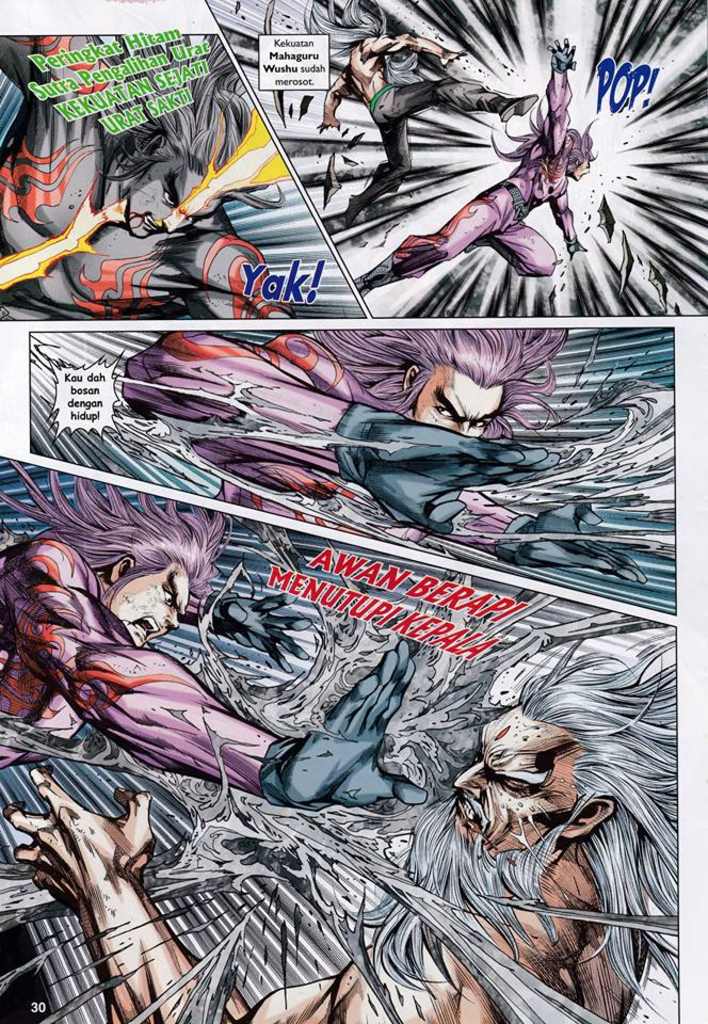 Peringkat Hitam
Sutra Pengalihan Urat
KEKUATAN SEJATI
URAT SAKTI
Yak!
Kekuatan
Mahaguru
Wushu sudah
merosot.
POP!
Kau dah
bosan
dengan
hidup!
AWAN BERAPI
MENUTUPI KEPALA
30